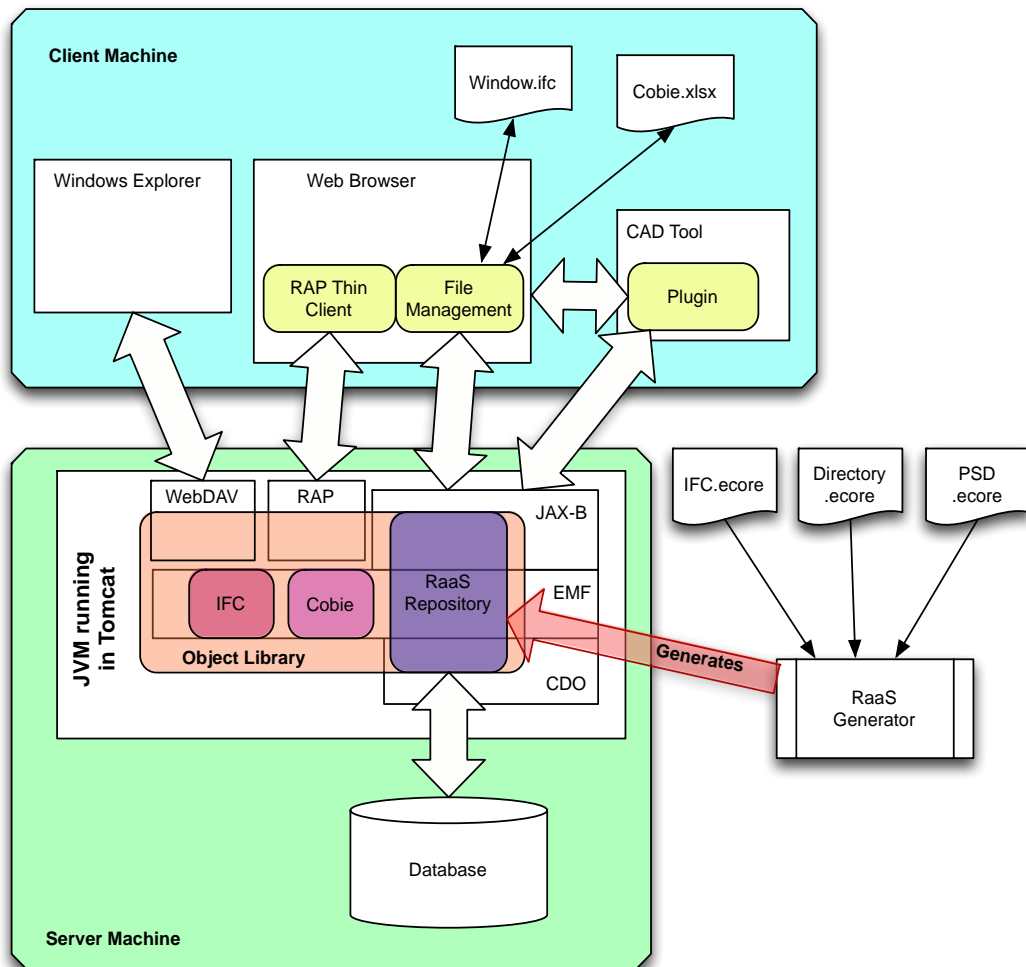 Client Machine
Window.ifc
Cobie.xlsx
Windows Explorer
Web Browser
CAD Tool
RAP Thin
Client
File
Management
Plugin
WebDAV
RAP
JAX-B
IFC.ecore
Directory
.ecore
PSD
.ecore
JVM running
in Tomcat
IFC
Cobie
RaaS
Repository
EMF
Object Library
CDO
Generates
RaaS
Generator
Database
Server Machine